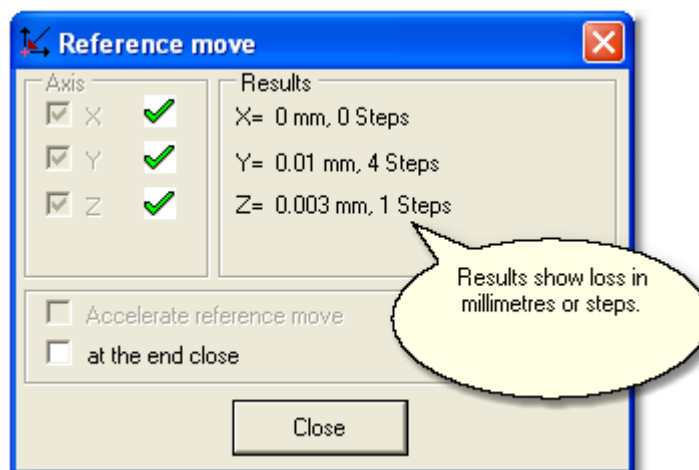 Reference move
Axis
X
Y
Z
Results
X= 0 mm, 0 Steps
Y= 0.01 mm, 4 Steps
Z= 0.003 mm, 1 Steps
Results show loss in
millimetres or steps.
Accelerate reference move
at the end close
Close